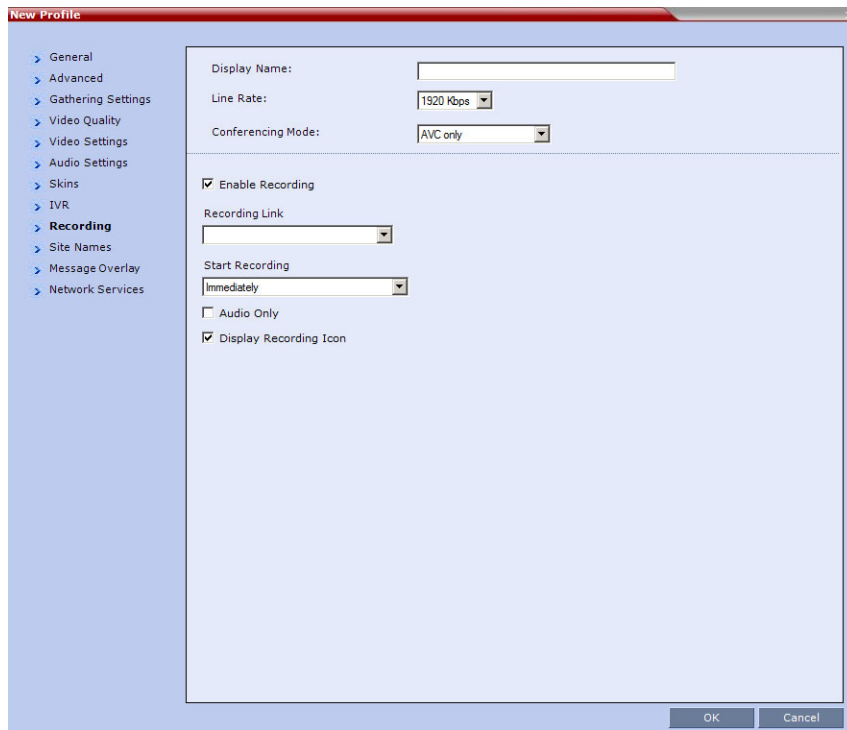 New Profile
General
Advanced
Gathering Settings
Video Quality
Video Settings
Audio Settings
Skins
IVR
Recording
Site Names
Message Overlay
Network Services
Display Name:
Line Rate:
1920 Kbps
Conferencing Mode:
AVC only
Enable Recording
Recording Link
Start Recording
Immediately
Audio Only
Display Recording Icon
OK
Cancel